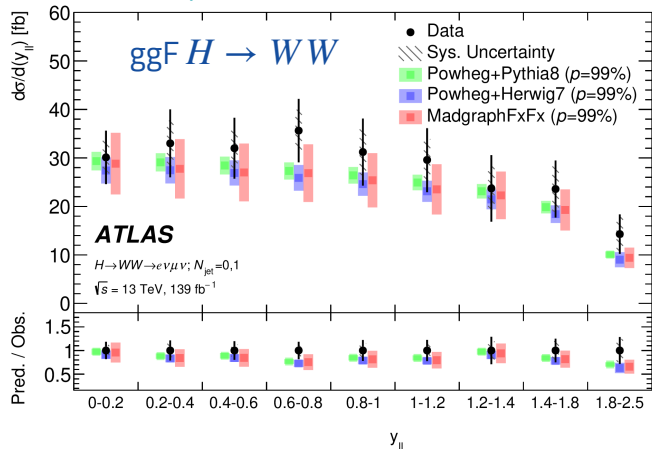 dσ/d(y_ll) [fb]
60
50
40
30
20
10
0
ggF H → WW
Data
Sys. Uncertainty
Powheg+Pythia8 (p=99%)
Powheg+Herwig7 (p=99%)
MadgraphFxFx (p=99%)
ATLAS
H→WW→eνμν; N_jet=0,1
√s = 13 TeV, 139 fb⁻¹
Pred. / Obs.
1.5
1
0.5
0-0.2 0.2-0.4 0.4-0.6 0.6-0.8 0.8-1 1-1.2 1.2-1.4 1.4-1.8 1.8-2.5
y_ll